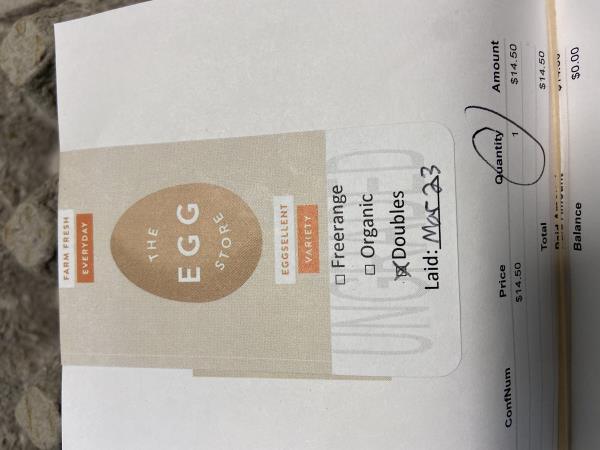 FARM FRESH
EVERYDAY
THE
EGG
STORE
EGGSELLENT
VARIETY
UNGRADED
☐ Freerange
☐ Organic
☒ Doubles
Laid: Mar 23
ConfNum Price Quantity Amount
$14.50 1 $14.50
Total $14.50
Balance $0.00